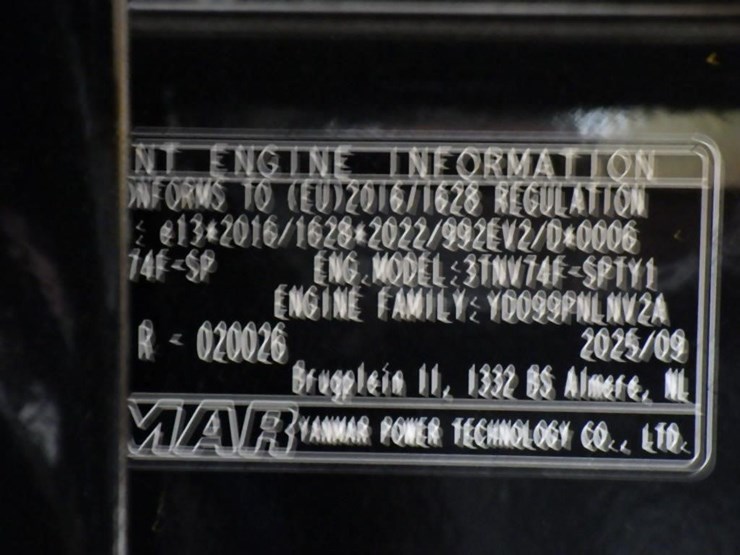 NT ENGINE INFORMATION
ONFORMS TO (EU)2016/1628 REGULATION
: e13*2016/1628*2022/992EV2/D*0006
74F-SP ENG.MODEL:3TNV74F-SPTY1
ENGINE FAMILY: YD099PNLNV2A
R - 020026 2025/09
Brugplein 11, 1332 BS Almere, NL
MAR YANMAR POWER TECHNOLOGY CO., LTD.